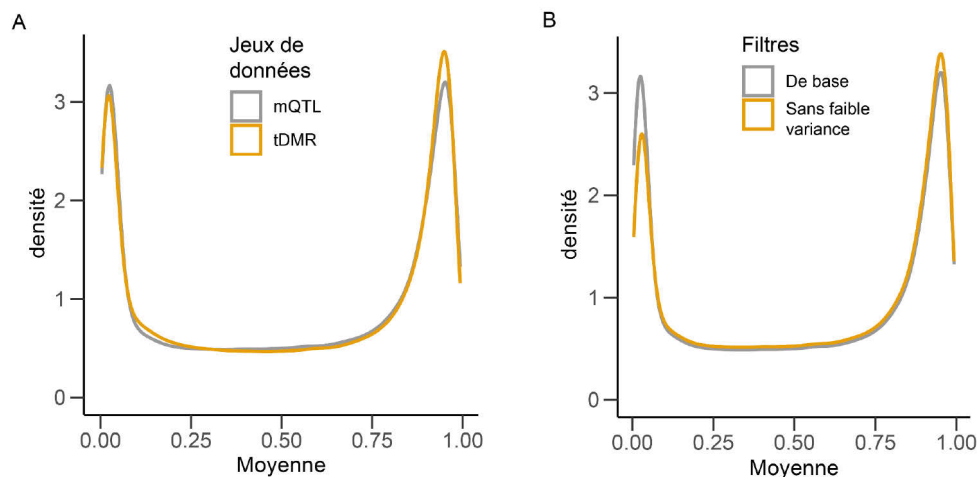 A
Jeux de
données
mQTL
tDMR
densité
3
2
1
0
0.00 0.25 0.50 0.75 1.00
Moyenne
B
Filtres
De base
Sans faible
variance
densité
3
2
1
0
0.00 0.25 0.50 0.75 1.00
Moyenne